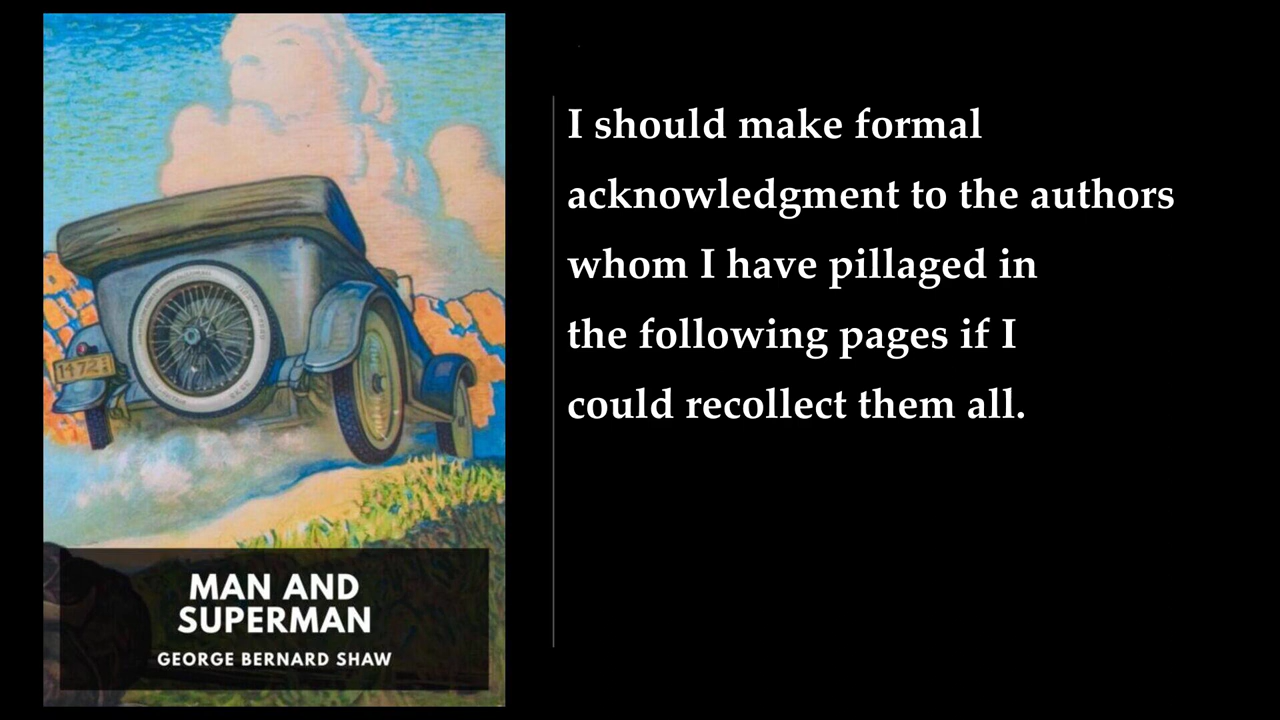 I should make formal
acknowledgment to the authors
whom I have pillaged in
the following pages if I
could recollect them all.
1472
MAN AND
SUPERMAN
GEORGE BERNARD SHAW